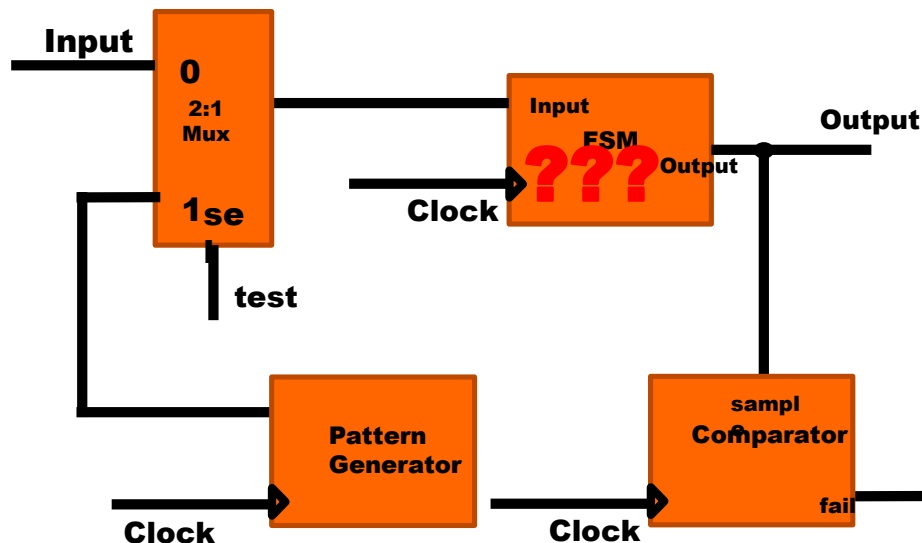 Input
0
2:1
Mux
1
se
test
Input
FSM
???
Output
Clock
Output
Pattern
Generator
Clock
sampl
e
Comparator
fail
Clock